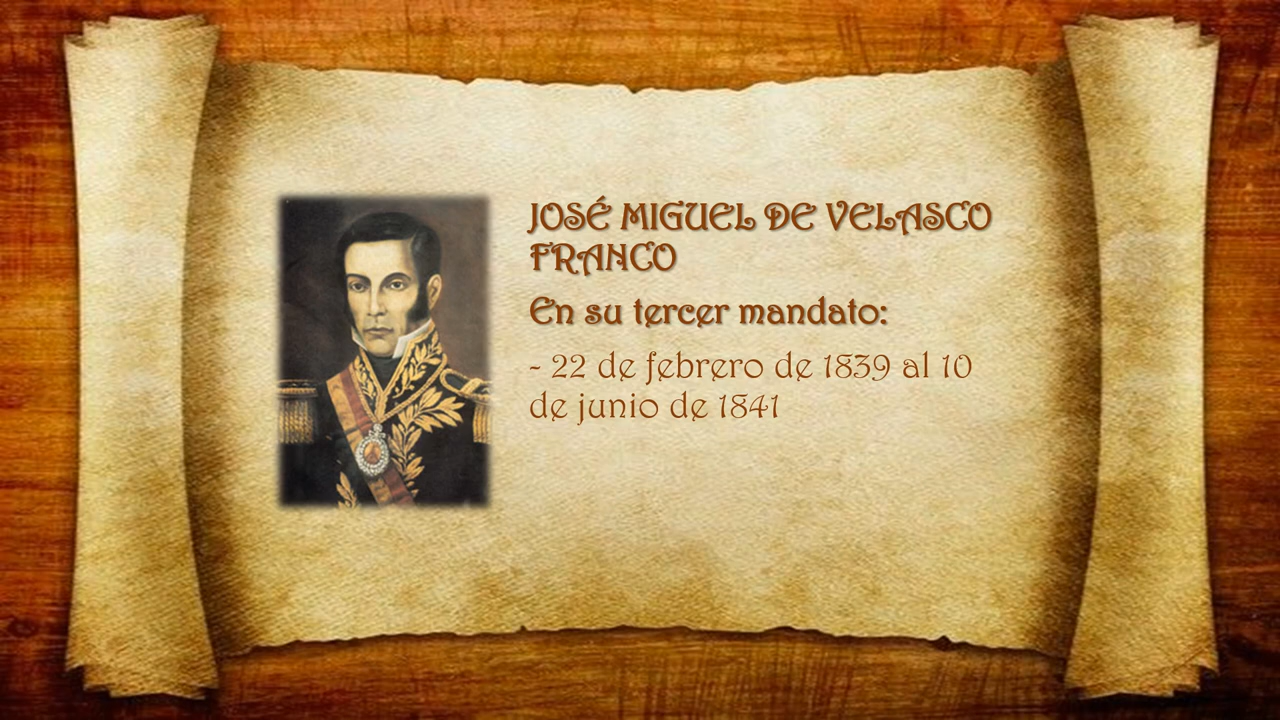 JOSÉ MIGUEL DE VELASCO
FRANCO
En su tercer mandato:
- 22 de febrero de 1839 al 10
de junio de 1841